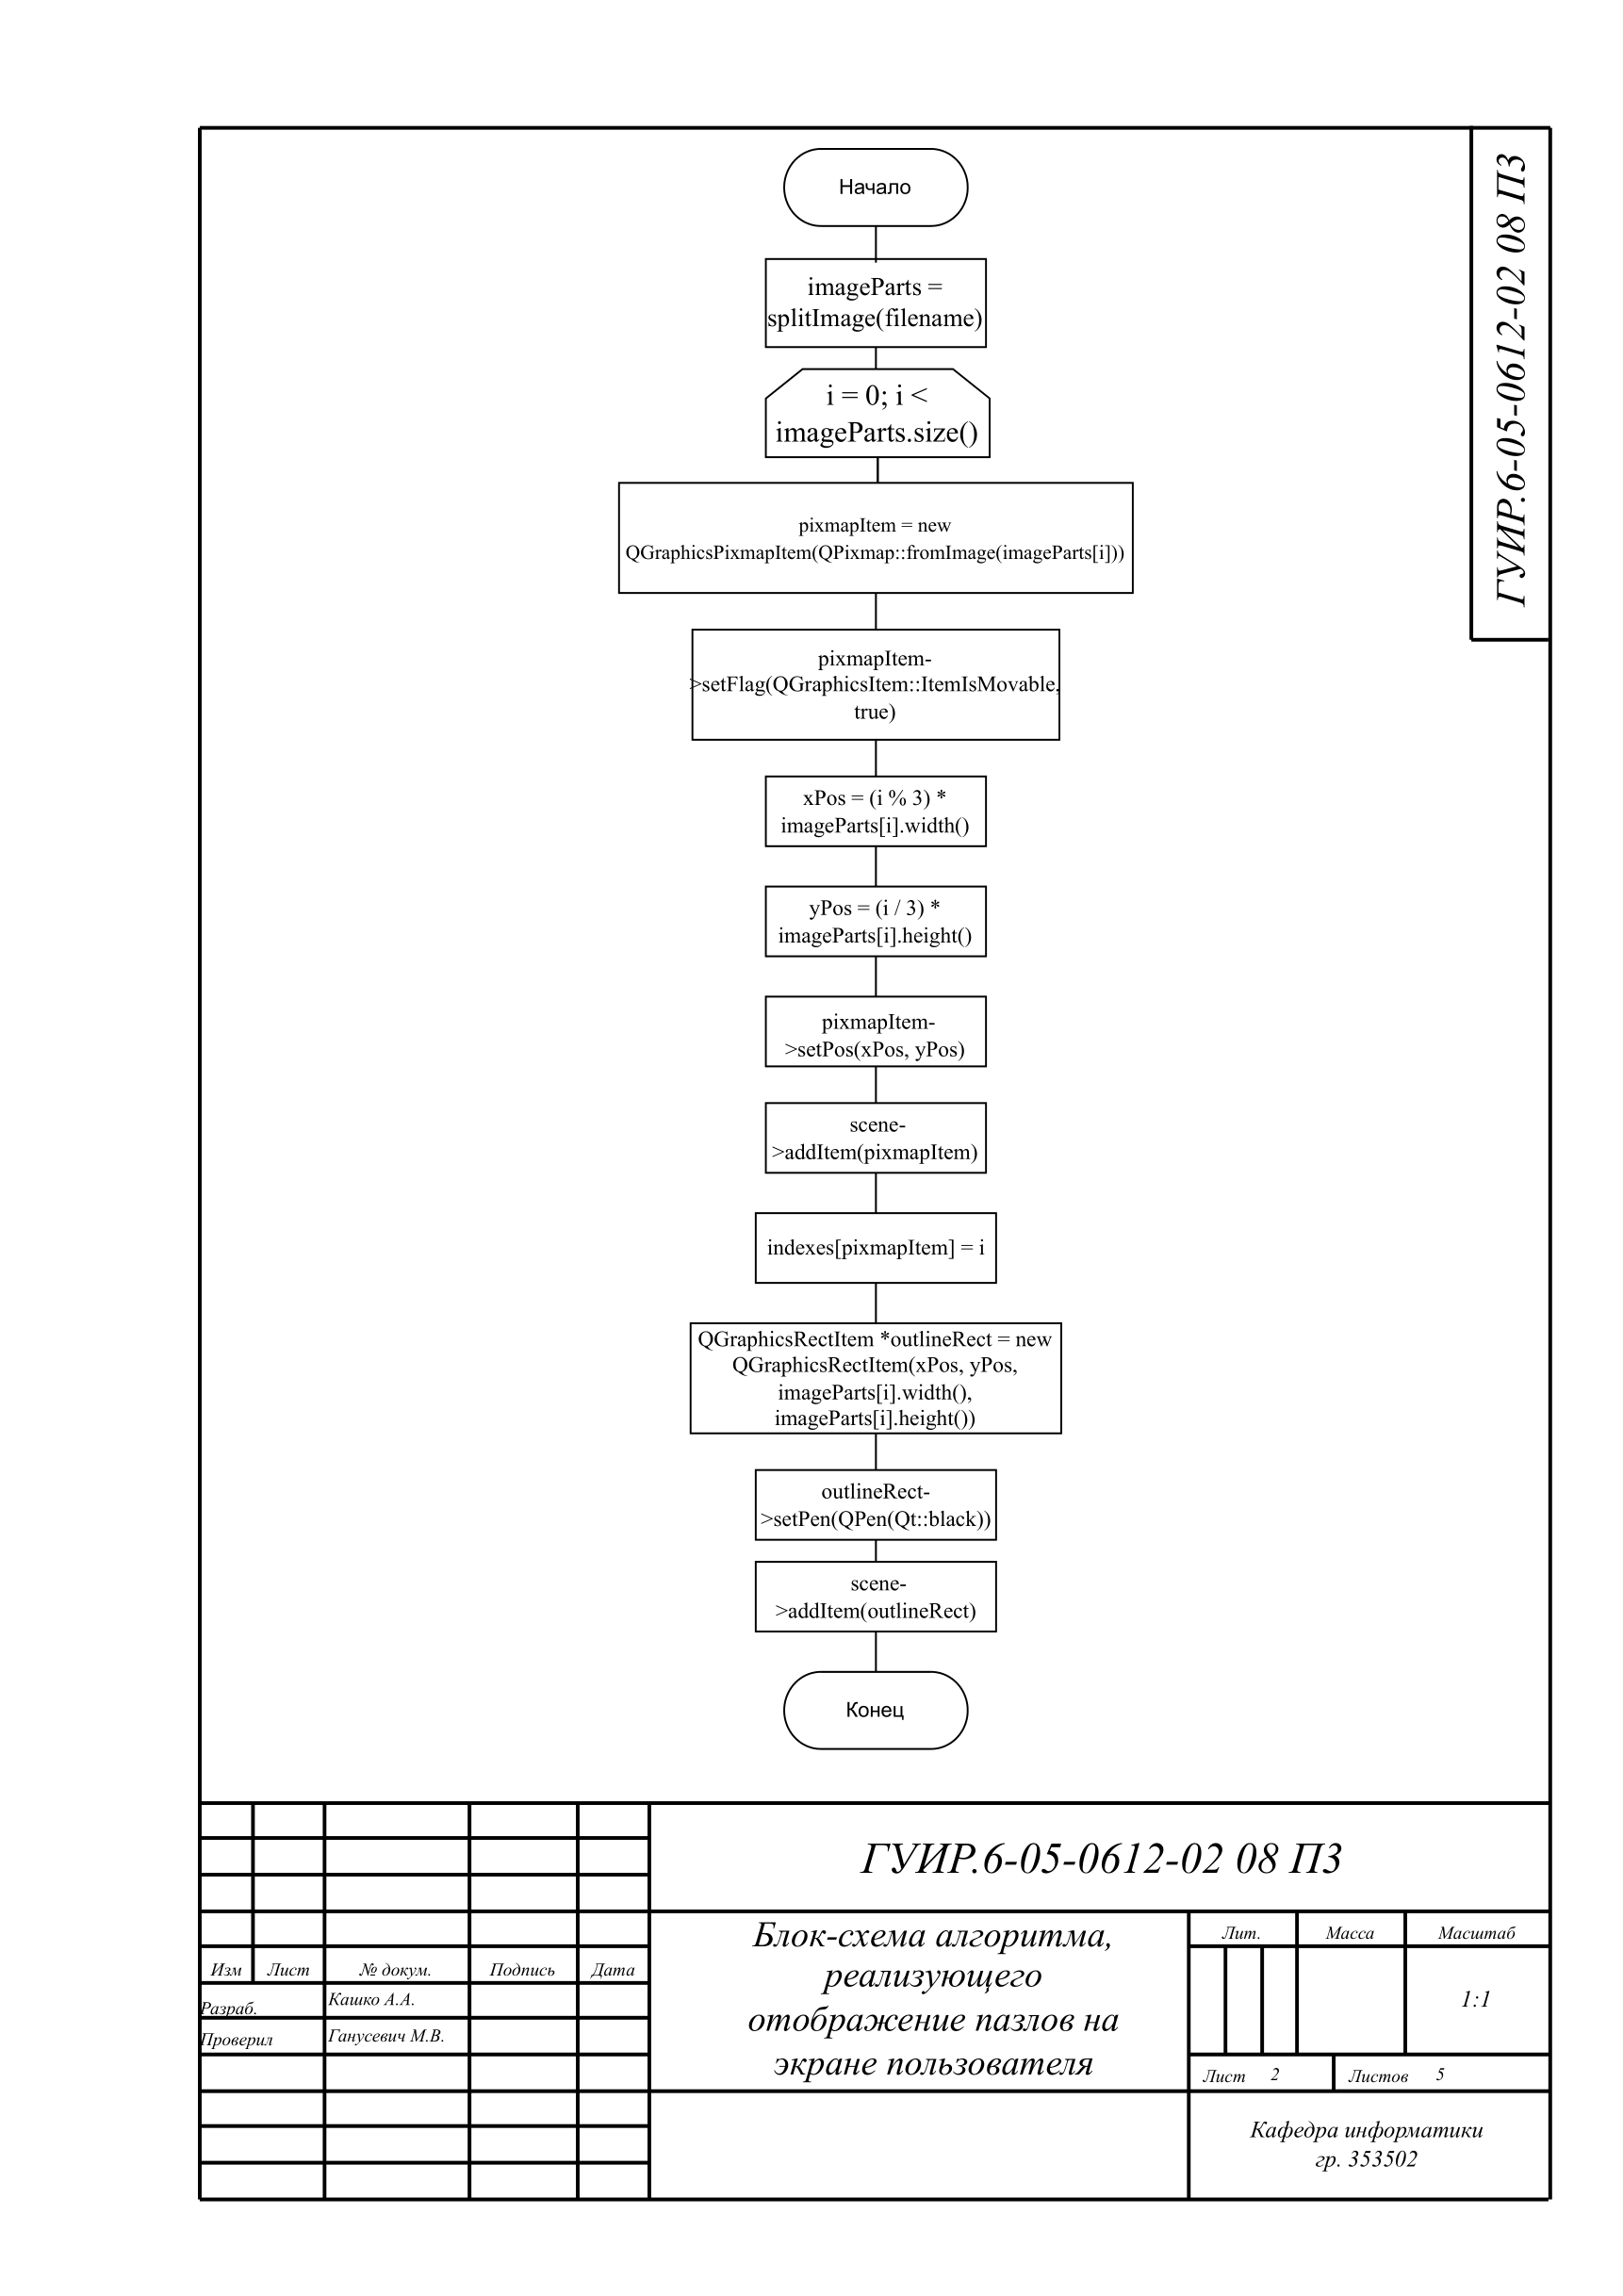 Начало
ГУИР.6-05-0612-02 08 ПЗ
imageParts =
splitImage(filename)
i = 0; i <
imageParts.size()
pixmapItem = new
QGraphicsPixmapItem(QPixmap::fromImage(imageParts[i]))
pixmapItem-
>setFlag(QGraphicsItem::ItemIsMovable,
true)
xPos = (i % 3) *
imageParts[i].width()
yPos = (i / 3) *
imageParts[i].height()
pixmapItem-
>setPos(xPos, yPos)
scene-
>addItem(pixmapItem)
indexes[pixmapItem] = i
QGraphicsRectItem *outlineRect = new
QGraphicsRectItem(xPos, yPos,
imageParts[i].width(),
imageParts[i].height())
outlineRect-
>setPen(QPen(Qt::black))
scene-
>addItem(outlineRect)
Конец
ГУИР.6-05-0612-02 08 ПЗ
Блок-схема алгоритма,
реализующего
отображение пазлов на
экране пользователя
Лит. Масса Масштаб
1:1
Изм Лист № докум. Подпись Дата
Разраб. Кашко А.А.
Проверил Ганусевич М.В.
Лист 2 Листов 5
Кафедра информатики
гр. 353502